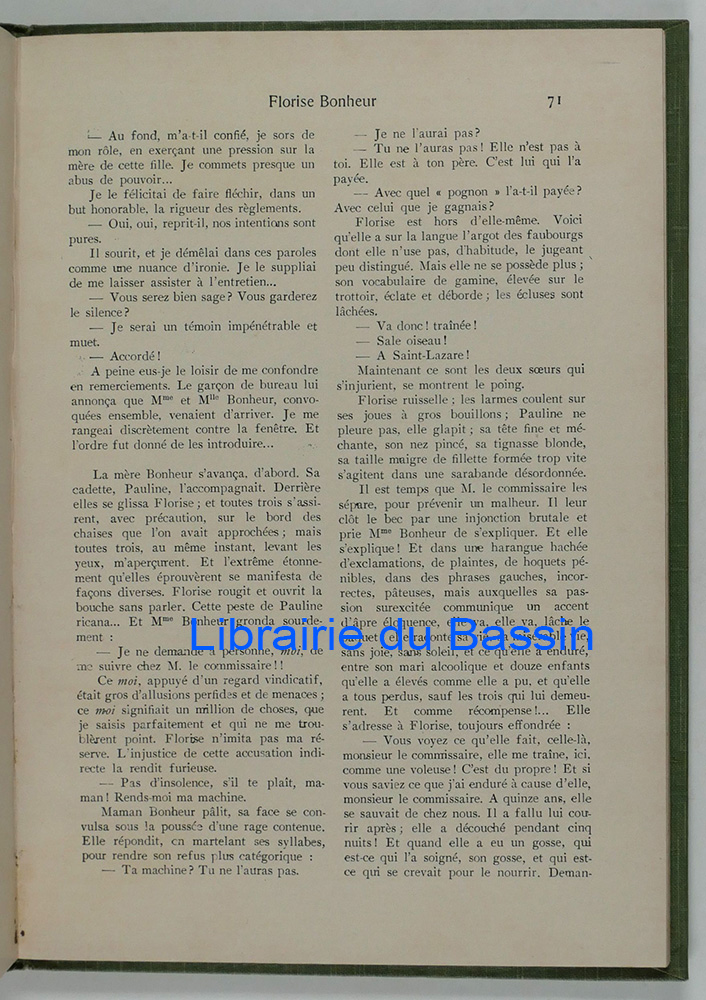 Florise Bonheur
71
— Au fond, m'a-t-il confié, je sors de
mon rôle, en exerçant une pression sur la
mère de cette fille. Je commets presque un
abus de pouvoir...
Je le félicitai de faire fléchir, dans un
but honorable, la rigueur des règlements.
— Oui, oui, reprit-il, nos intentions sont
pures.
Il sourit, et je démêlai dans ces paroles
comme une nuance d'ironie. Je le suppliai
de me laisser assister à l'entretien...
— Vous serez bien sage? Vous garderez
le silence?
— Je serai un témoin impénétrable et
muet.
— Accordé!
A peine eus-je le loisir de me confondre
en remerciements. Le garçon de bureau lui
annonça que Mme et Mlle Bonheur, convo-
quées ensemble, venaient d'arriver. Je me
rangeai discrètement contre la fenêtre. Et
l'ordre fut donné de les introduire...
La mère Bonheur s'avança, d'abord. Sa
cadette, Pauline, l'accompagnait. Derrière
elles se glissa Florise; et toutes trois s'assi-
rent, avec précaution, sur le bord des
chaises que l'on avait approchées; mais
toutes trois, au même instant, levant les
yeux, m'aperçurent. Et l'extrême étonne-
ment qu'elles éprouvèrent se manifesta de
façons diverses. Florise rougit et ouvrit la
bouche sans parler. Cette peste de Pauline
ricana... Et Mme Bonheur gronda sourde-
ment :
— Je ne demande à personne, moi, de
me suivre chez M. le commissaire!!
Ce moi, appuyé d'un regard vindicatif,
était gros d'allusions perfides et de menaces;
ce moi signifiait un million de choses, que
je saisis parfaitement et qui ne me trou-
blèrent point. Florise n'imita pas ma ré-
serve. L'injustice de cette accusation indi-
recte la rendit furieuse.
— Pas d'insolence, s'il te plaît, ma-
man! Rends-moi ma machine.
Maman Bonheur pâlit, sa face se con-
vulsa sous la poussée d'une rage contenue.
Elle répondit, en martelant ses syllabes,
pour rendre son refus plus catégorique :
— Ta machine? Tu ne l'auras pas.
— Je ne l'aurai pas?
— Tu ne l'auras pas! Elle n'est pas à
toi. Elle est à ton père. C'est lui qui l'a
payée.
— Avec quel « pognon » l'a-t-il payée?
Avec celui que je gagnais?
Florise est hors d'elle-même. Voici
qu'elle a sur la langue l'argot des faubourgs
dont elle n'use pas, d'habitude, le jugeant
peu distingué. Mais elle ne se possède plus;
son vocabulaire de gamine, élevée sur le
trottoir, éclate et déborde; les écluses sont
lâchées.
— Va donc! traînée!
— Sale oiseau!
— A Saint-Lazare!
Maintenant ce sont les deux sœurs qui
s'injurient, se montrent le poing.
Florise ruisselle; les larmes coulent sur
ses joues à gros bouillons; Pauline ne
pleure pas, elle glapit; sa tête fine et mé-
chante, son nez pincé, sa tignasse blonde,
sa taille maigre de fillette formée trop vite
s'agitent dans une sarabande désordonnée.
Il est temps que M. le commissaire les
sépare, pour prévenir un malheur. Il leur
clôt le bec par une injonction brutale et
prie Mme Bonheur de s'expliquer. Et elle
s'explique! Et dans une harangue hachée
d'exclamations, de plaintes, de hoquets pé-
nibles, dans des phrases gauches, incor-
rectes, pâteuses, mais auxquelles sa pas-
sion surexcitée communique un accent
d'âpre éloquence, elle va, elle va, lâche le
paquet; elle raconte sa vie, la misérable vie,
sans joie, sans soleil, et ce qu'elle a enduré,
entre son mari alcoolique et douze enfants
qu'elle a élevés comme elle a pu, et qu'elle
a tous perdus, sauf les trois qui lui demeu-
rent. Et comme récompense!... Elle
s'adresse à Florise, toujours effondrée :
— Vous voyez ce qu'elle fait, celle-là,
monsieur le commissaire, elle me traîne, ici,
comme une voleuse! C'est du propre! Et si
vous saviez ce que j'ai enduré à cause d'elle,
monsieur le commissaire. A quinze ans, elle
se sauvait de chez nous. Il a fallu lui cou-
rir après; elle a découché pendant cinq
nuits! Et quand elle a eu un gosse, qui
est-ce qui l'a soigné, son gosse, et qui est-
ce qui se crevait pour le nourrir. Deman-
Librairie du Bassin